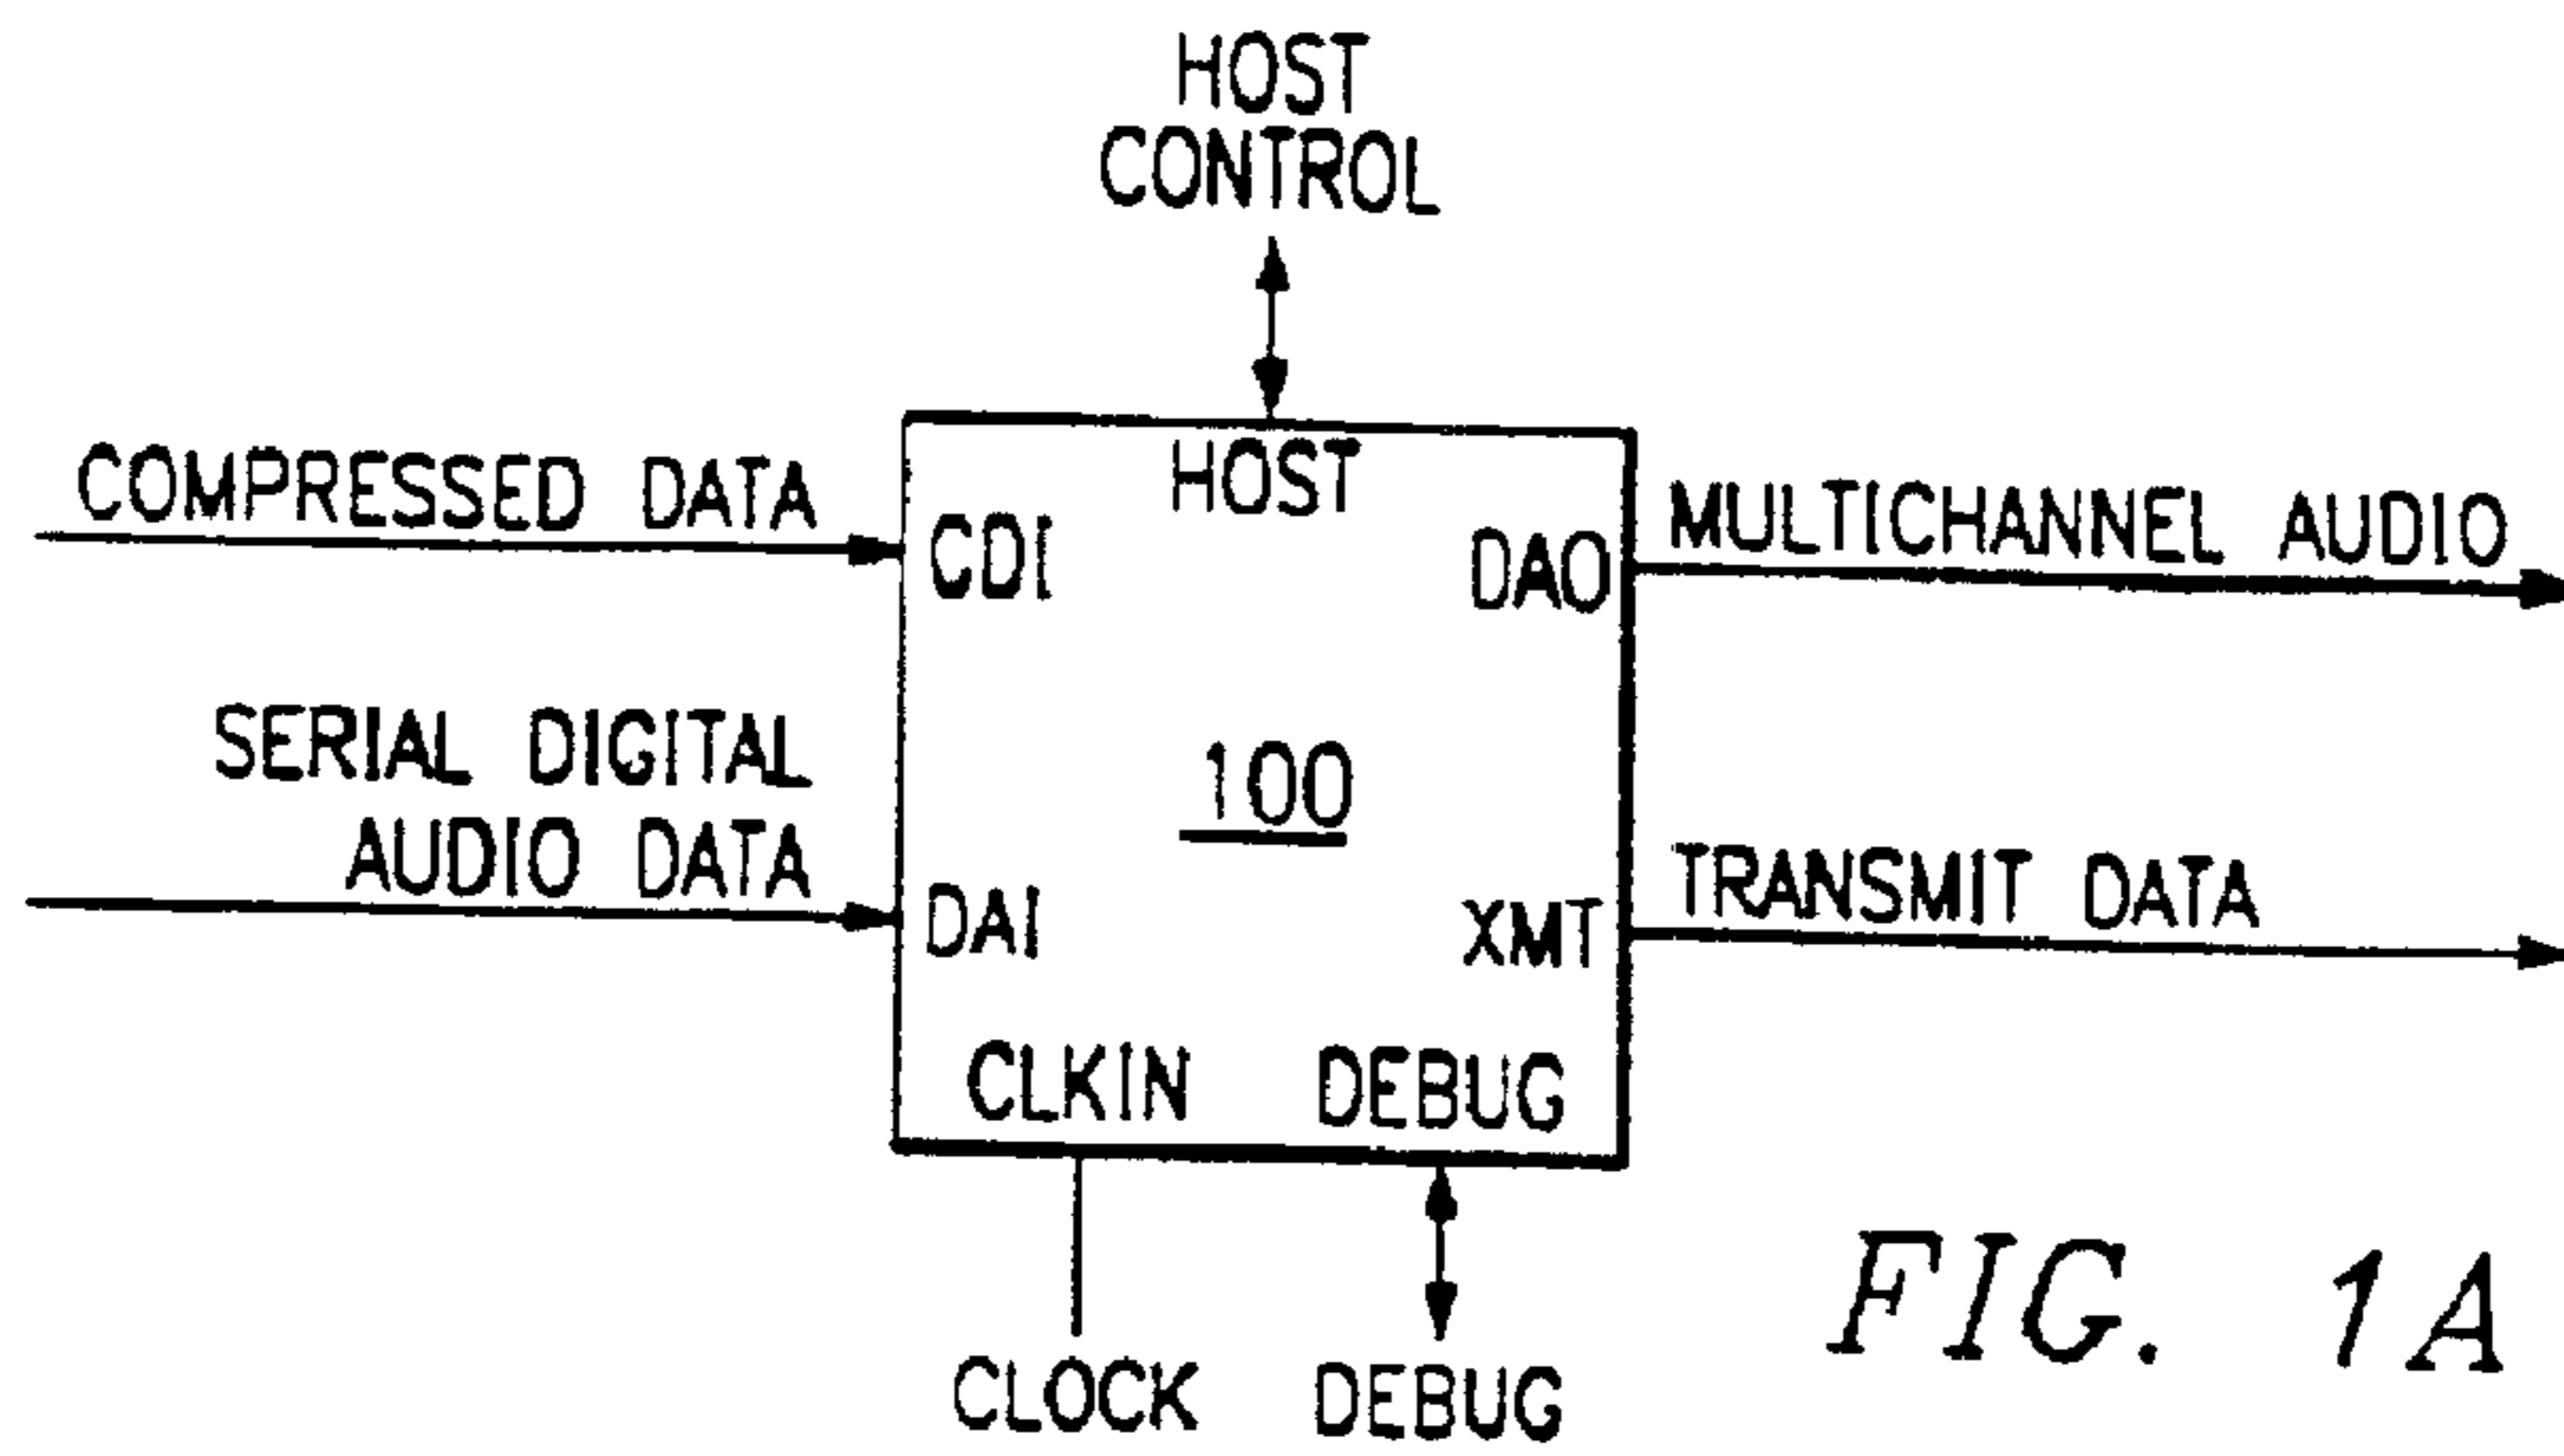 HOST
CONTROL
COMPRESSED DATA
HOST
CDI
DAO
MULTICHANNEL AUDIO
SERIAL DIGITAL
AUDIO DATA
100
DAI
XMT
TRANSMIT DATA
CLKIN
DEBUG
CLOCK
DEBUG
FIG. 1A